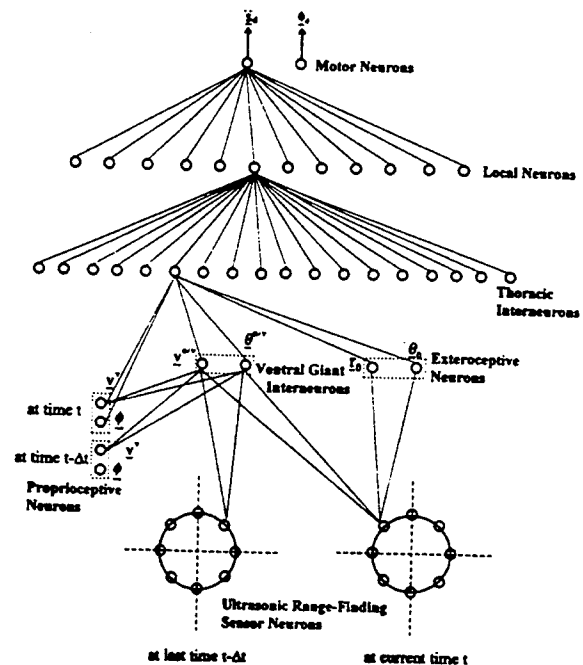 Motor Neurons
Local Neurons
Thoracic
Interneurons
Ventral Giant
Interneurons
Exteroceptive
Neurons
at time t
at time t-Δt
Proprioceptive
Neurons
Ultrasonic Range-Finding
Sensor Neurons
at last time t-Δt
at current time t